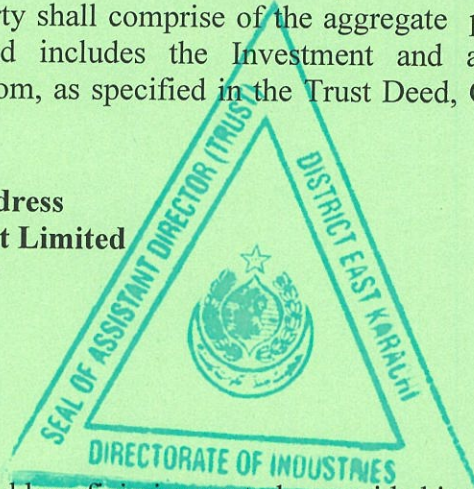 rty shall comprise of the aggregate
d includes the Investment and a
om, as specified in the Trust Deed,
dress
t Limited
SEAL OF ASSISTANT DIRECTOR (TRUST)
DISTRICT EAST KARACHI
DIRECTORATE OF INDUSTRIES